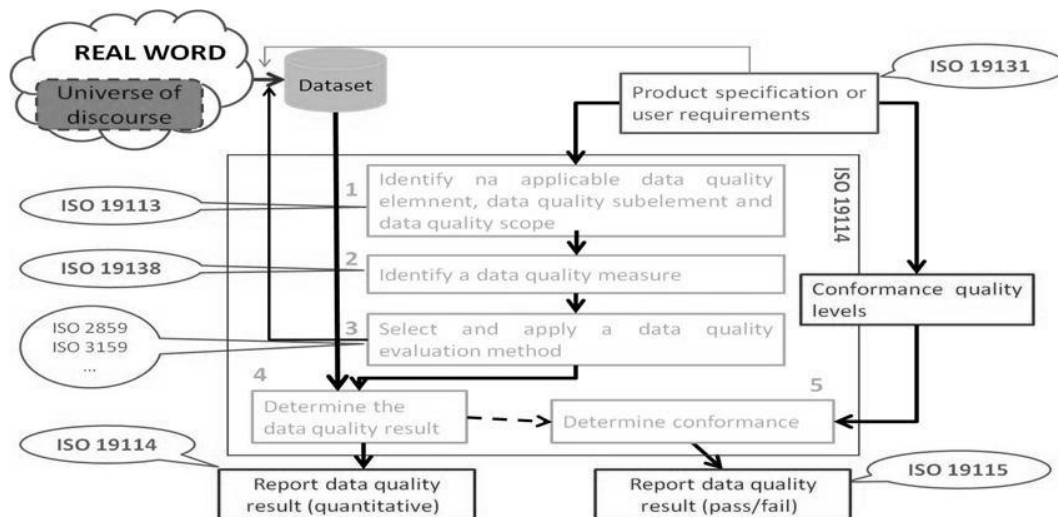 REAL WORD
Universe of
discourse
Dataset
ISO 19131
Product specification or
user requirements
ISO 19114
1
Identify na applicable data quality
elemnent, data quality subelement and
data quality scope
ISO 19113
2
Identify a data quality measure
ISO 19138
Conformance quality
levels
3
Select and apply a data quality
evaluation method
ISO 2859
ISO 3159
...
4
Determine the
data quality result
5
Determine conformance
ISO 19114
Report data quality
result (quantitative)
Report data quality
result (pass/fail)
ISO 19115